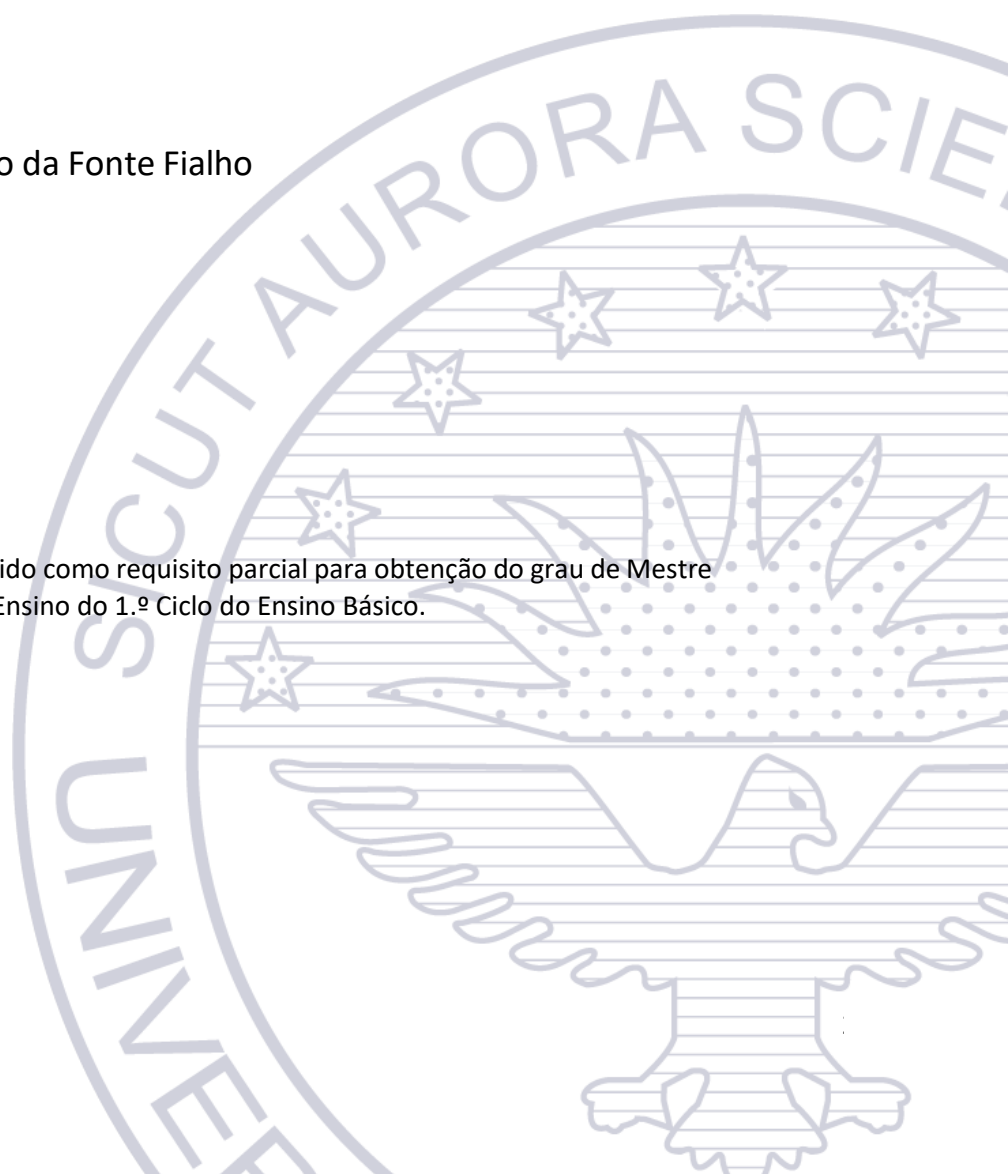 o da Fonte Fialho
ido como requisito parcial para obtenção do grau de Mestre
Ensino do 1.º Ciclo do Ensino Básico.
SICUT AURORA SCIE
UNIVE